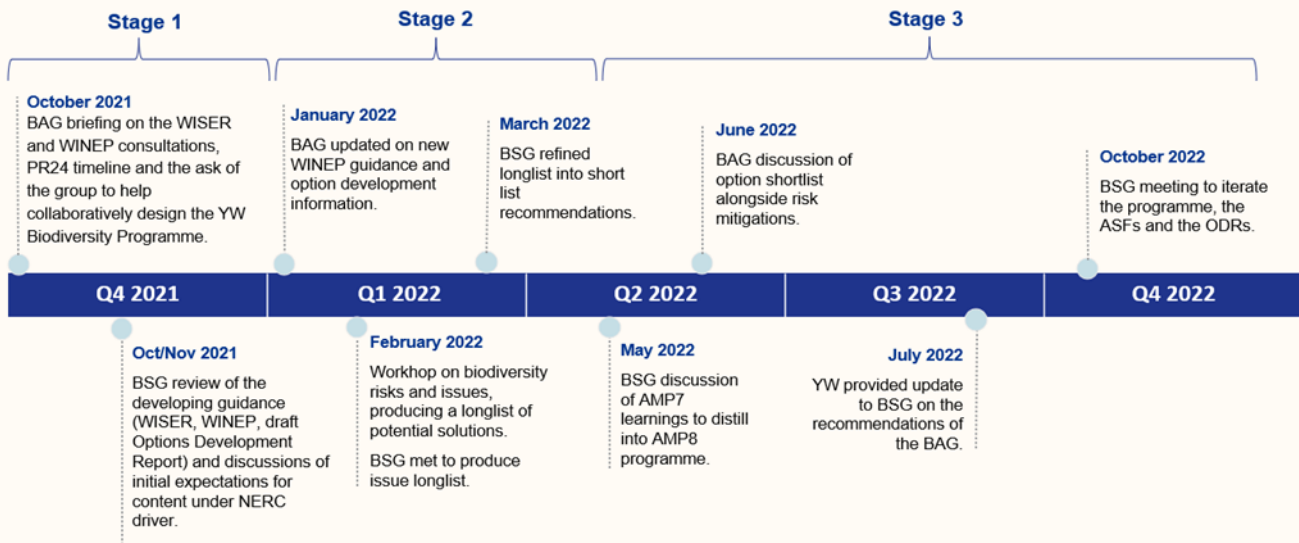 Stage 1
Stage 2
Stage 3
October 2021
BAG briefing on the WISER
and WINEP consultations,
PR24 timeline and the ask of
the group to help
collaboratively design the YW
Biodiversity Programme.
January 2022
BAG updated on new
WINEP guidance and
option development
information.
March 2022
BSG refined
longlist into short
list
recommendations.
June 2022
BAG discussion of
option shortlist
alongside risk
mitigations.
October 2022
BSG meeting to iterate
the programme, the
ASFs and the ODRs.
Q4 2021
Q1 2022
Q2 2022
Q3 2022
Q4 2022
Oct/Nov 2021
BSG review of the
developing guidance
(WISER, WINEP, draft
Options Development
Report) and discussions of
initial expectations for
content under NERC
driver.
February 2022
Workhop on biodiversity
risks and issues,
producing a longlist of
potential solutions.
BSG met to produce
issue longlist.
May 2022
BSG discussion
of AMP7
learnings to distill
into AMP8
programme.
July 2022
YW provided update
to BSG on the
recommendations of
the BAG.